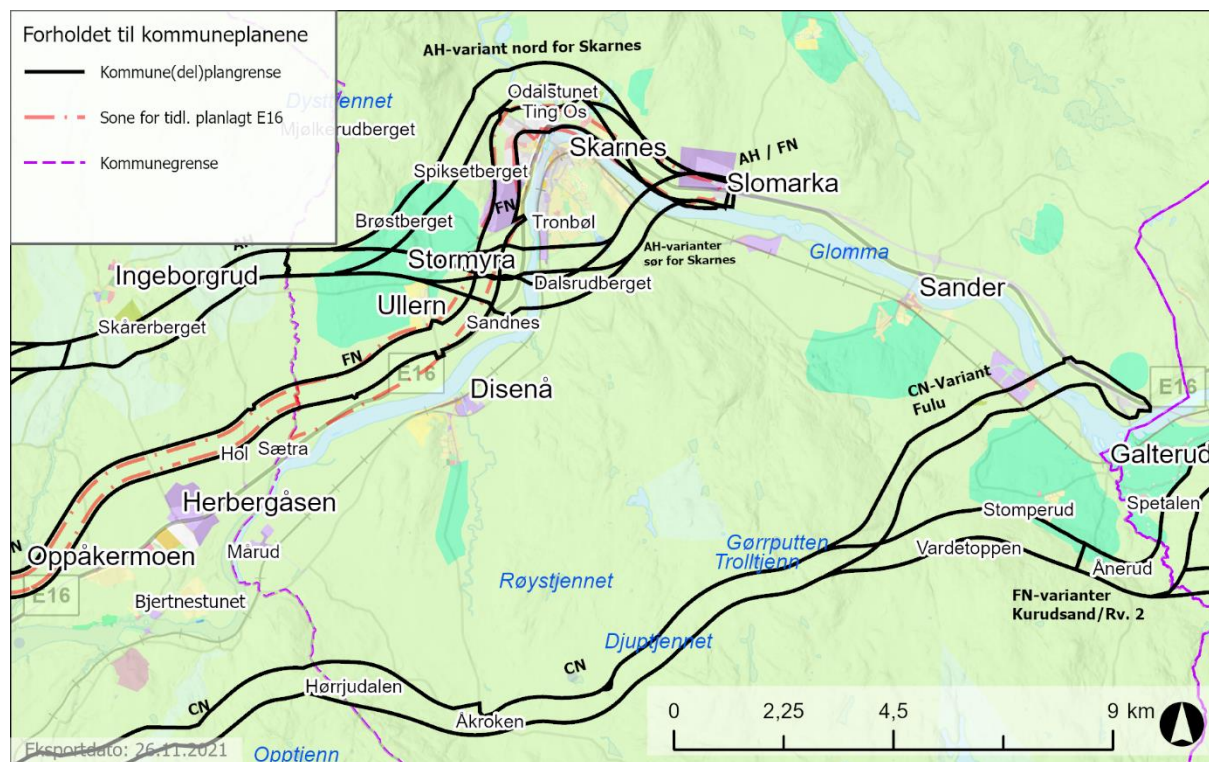 Forholdet til kommuneplanene
Kommune(del)plangrense
Sone for tidl. planlagt E16
Kommunegrense
Dysttjennet
Mjølkerudberget
AH-variant nord for Skarnes
Odalstunet
Ting Os
Skarnes
AH / FN
Slomarka
Spiksetberget
FN
Brøstberget
Tronbøl
AH
Stormyra
AH-varianter
sør for Skarnes
Glomma
Ingeborgrud
Dalsrudberget
Sander
Ullern
Skårerberget
Sandnes
FN
E16
CN-Variant
Fulu
E16
Disenå
Hol
Sætra
Galterud
Herbergåsen
Stomperud
Spetalen
Gørrputten
Trolltjenn
Vardetoppen
Oppåkermoen
Mårud
Ånerud
Røystjennet
E16
Bjertnestunet
FN-varianter
Kurudsand/Rv. 2
Djuptjennet
CN
Hørrjudalen
CN
Åkroken
0 2,25 4,5 9 km
Eksportdato: 26.11.2021
Opptjenn